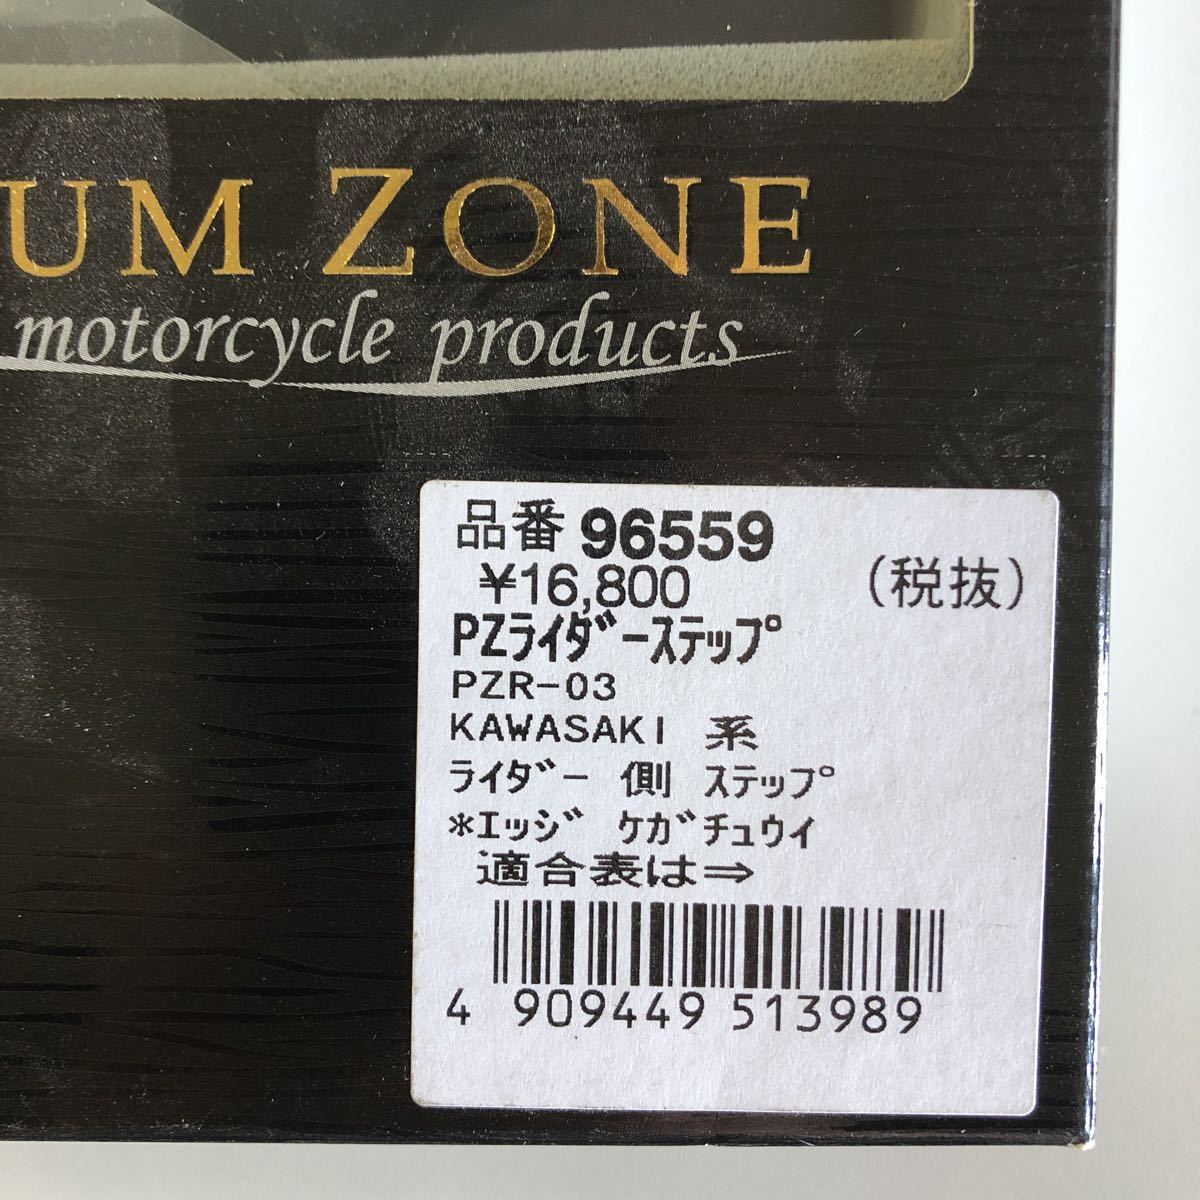 UM ZONE
motorcycle products
品番 96559
¥16,800 (税抜)
PZﾗｲﾀﾞｰｽﾃｯﾌﾟ
PZR-03
KAWASAKI 系
ﾗｲﾀﾞｰ 側 ｽﾃｯﾌﾟ
*ｴｯｼﾞ ｹｶﾞﾁｭｳｲ
適合表は⇒
4 909449 513989